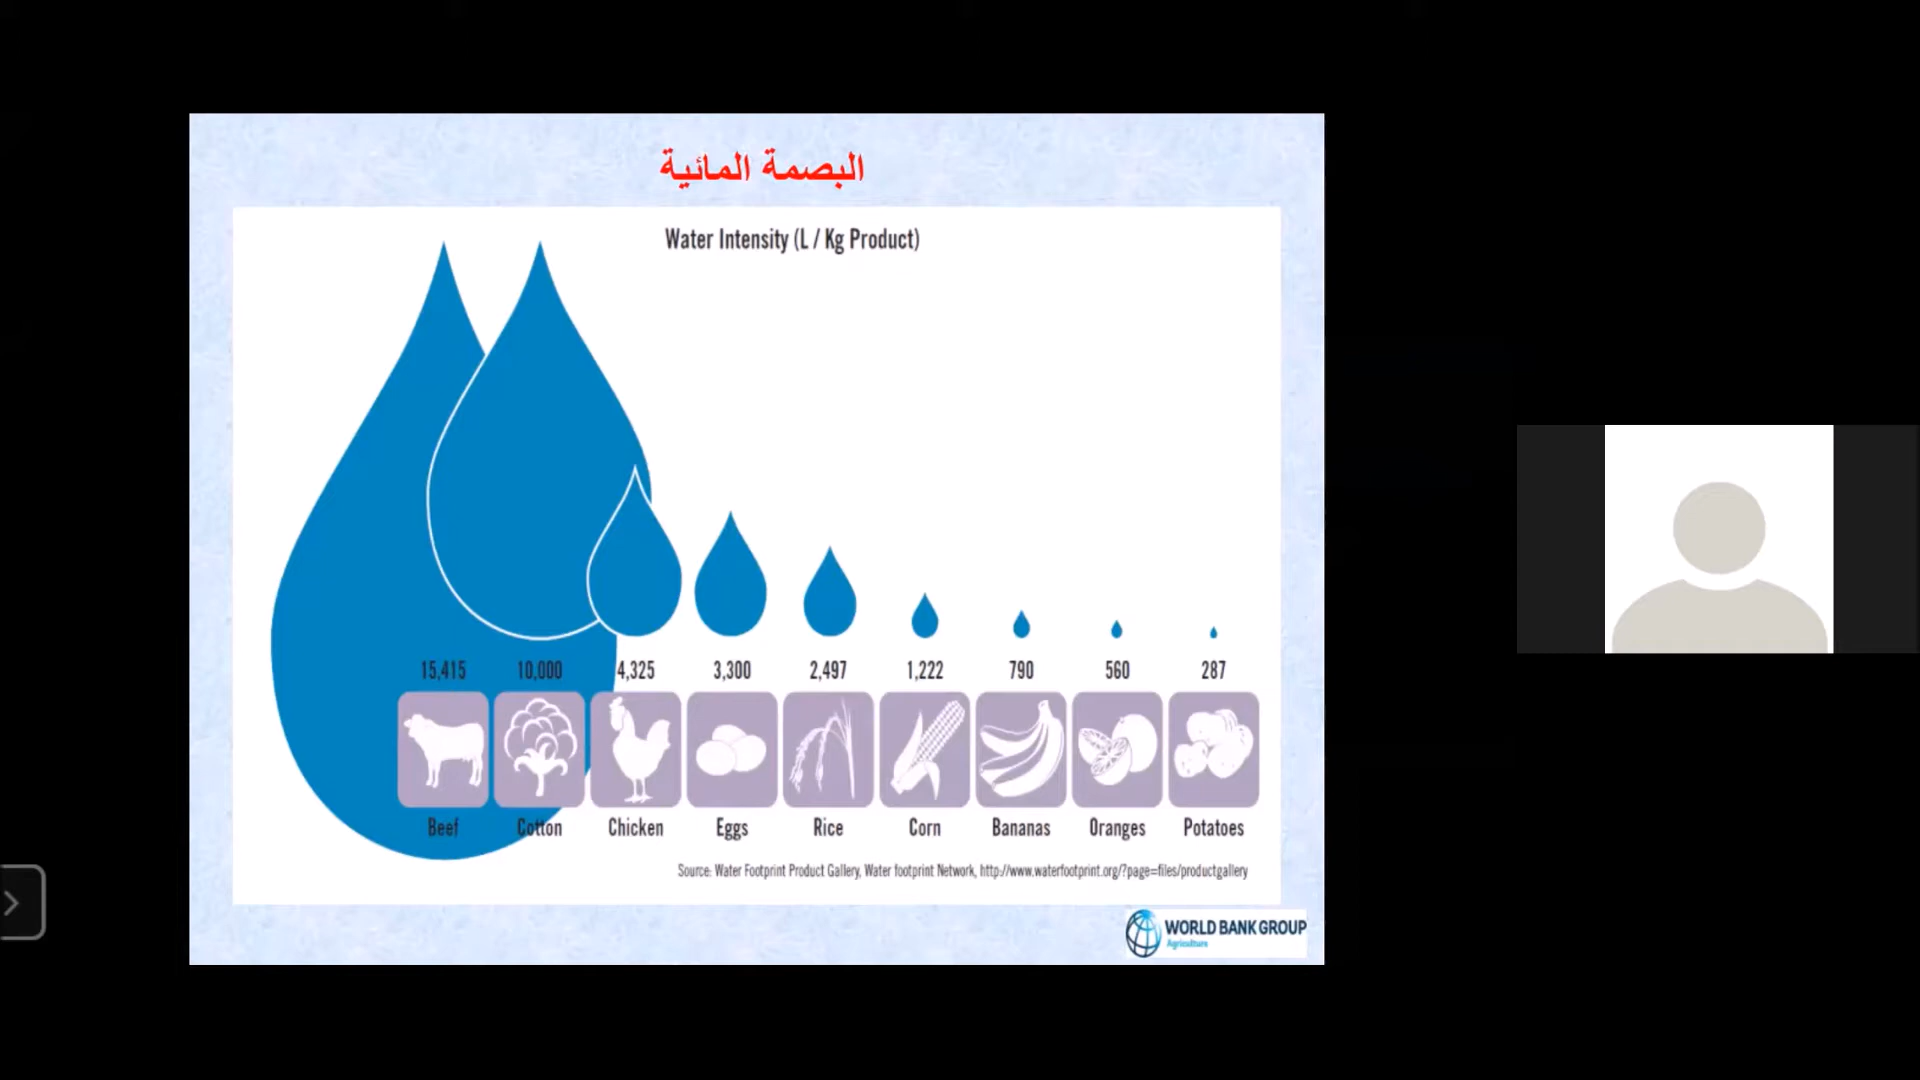 البصمة المائية
Water Intensity (L / Kg Product)
15,415 10,000 4,325 3,300 2,497 1,222 790 560 287
Beef Cotton Chicken Eggs Rice Corn Bananas Oranges Potatoes
Source: Water Footprint Product Gallery, Water footprint Network, http://www.waterfootprint.org/?page=files/productgallery
WORLD BANK GROUP
Agriculture